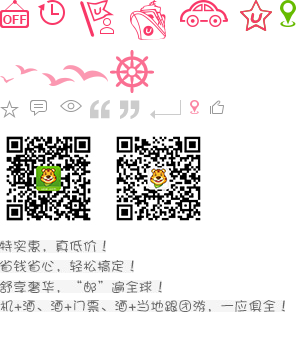 OFF
U
U
特实惠，真低价！
省钱省心，轻松搞定！
舒享奢华，“邮”遍全球！
机+酒、酒+门票、酒+当地跟团游，一应俱全！